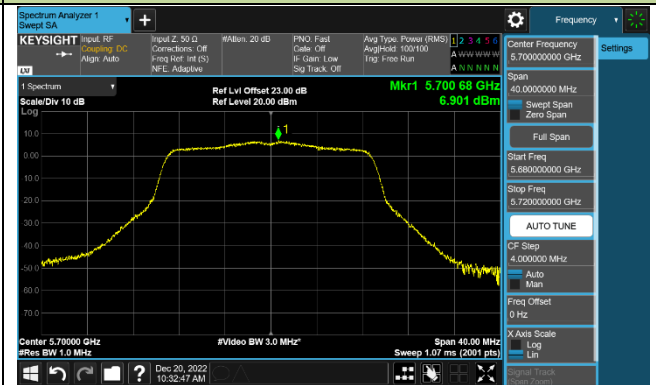 Spectrum Analyzer 1
Swept SA
+
Frequency
KEYSIGHT
Input: RF
Coupling: DC
Align: Auto
Input Z: 50 Ω
Corrections: Off
Freq Ref: Int (S)
NFE: Adaptive
#Atten: 20 dB
PNO: Fast
Gate: Off
IF Gain: Low
Sig Track: Off
Avg Type: Power (RMS)
Avg|Hold: 100/100
Trig: Free Run
1 2 3 4 5 6
A W W W W W
A N N N N N
LXI
1 Spectrum
Scale/Div 10 dB
Ref Lvl Offset 23.00 dB
Ref Level 20.00 dBm
Mkr1 5.700 68 GHz
6.901 dBm
Log
10.0
0.00
10.0
20.0
30.0
40.0
50.0
60.0
70.0
1
Center 5.70000 GHz
#Res BW 1.0 MHz
#Video BW 3.0 MHz*
Span 40.00 MHz
Sweep 1.07 ms (2001 pts)
Dec 20, 2022
10:32:47 AM
?
Center Frequency
5.700000000 GHz
Settings
Span
40.0000000 MHz
Swept Span
Zero Span
Full Span
Start Freq
5.680000000 GHz
Stop Freq
5.720000000 GHz
AUTO TUNE
CF Step
4.000000 MHz
Auto
Man
Freq Offset
0 Hz
X Axis Scale
Log
Lin
Signal Track
(Span Zoom)